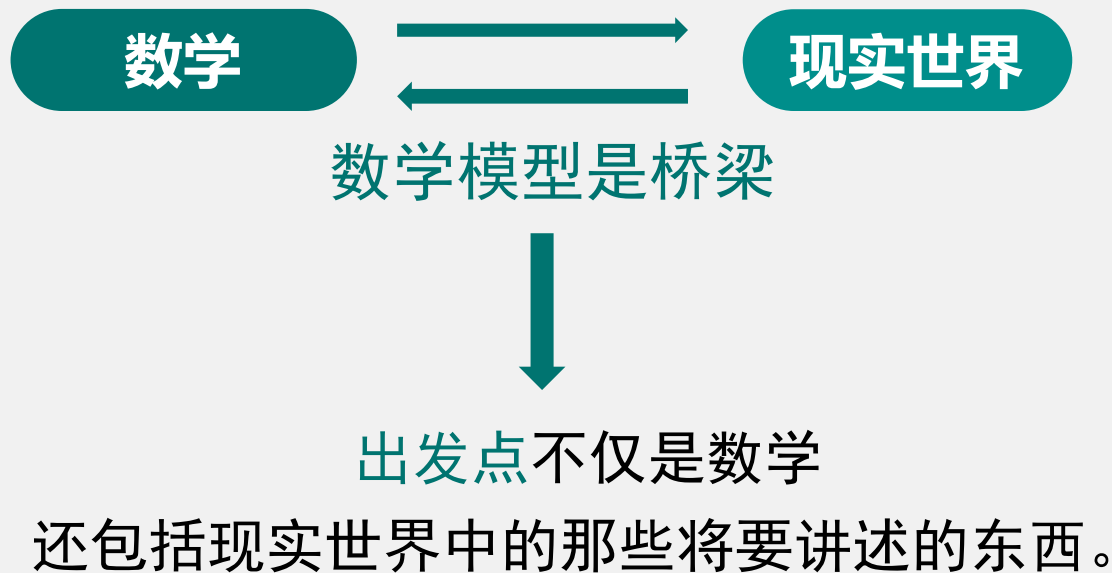 数学
现实世界
数学模型是桥梁
出发点不仅是数学
还包括现实世界中的那些将要讲述的东西。